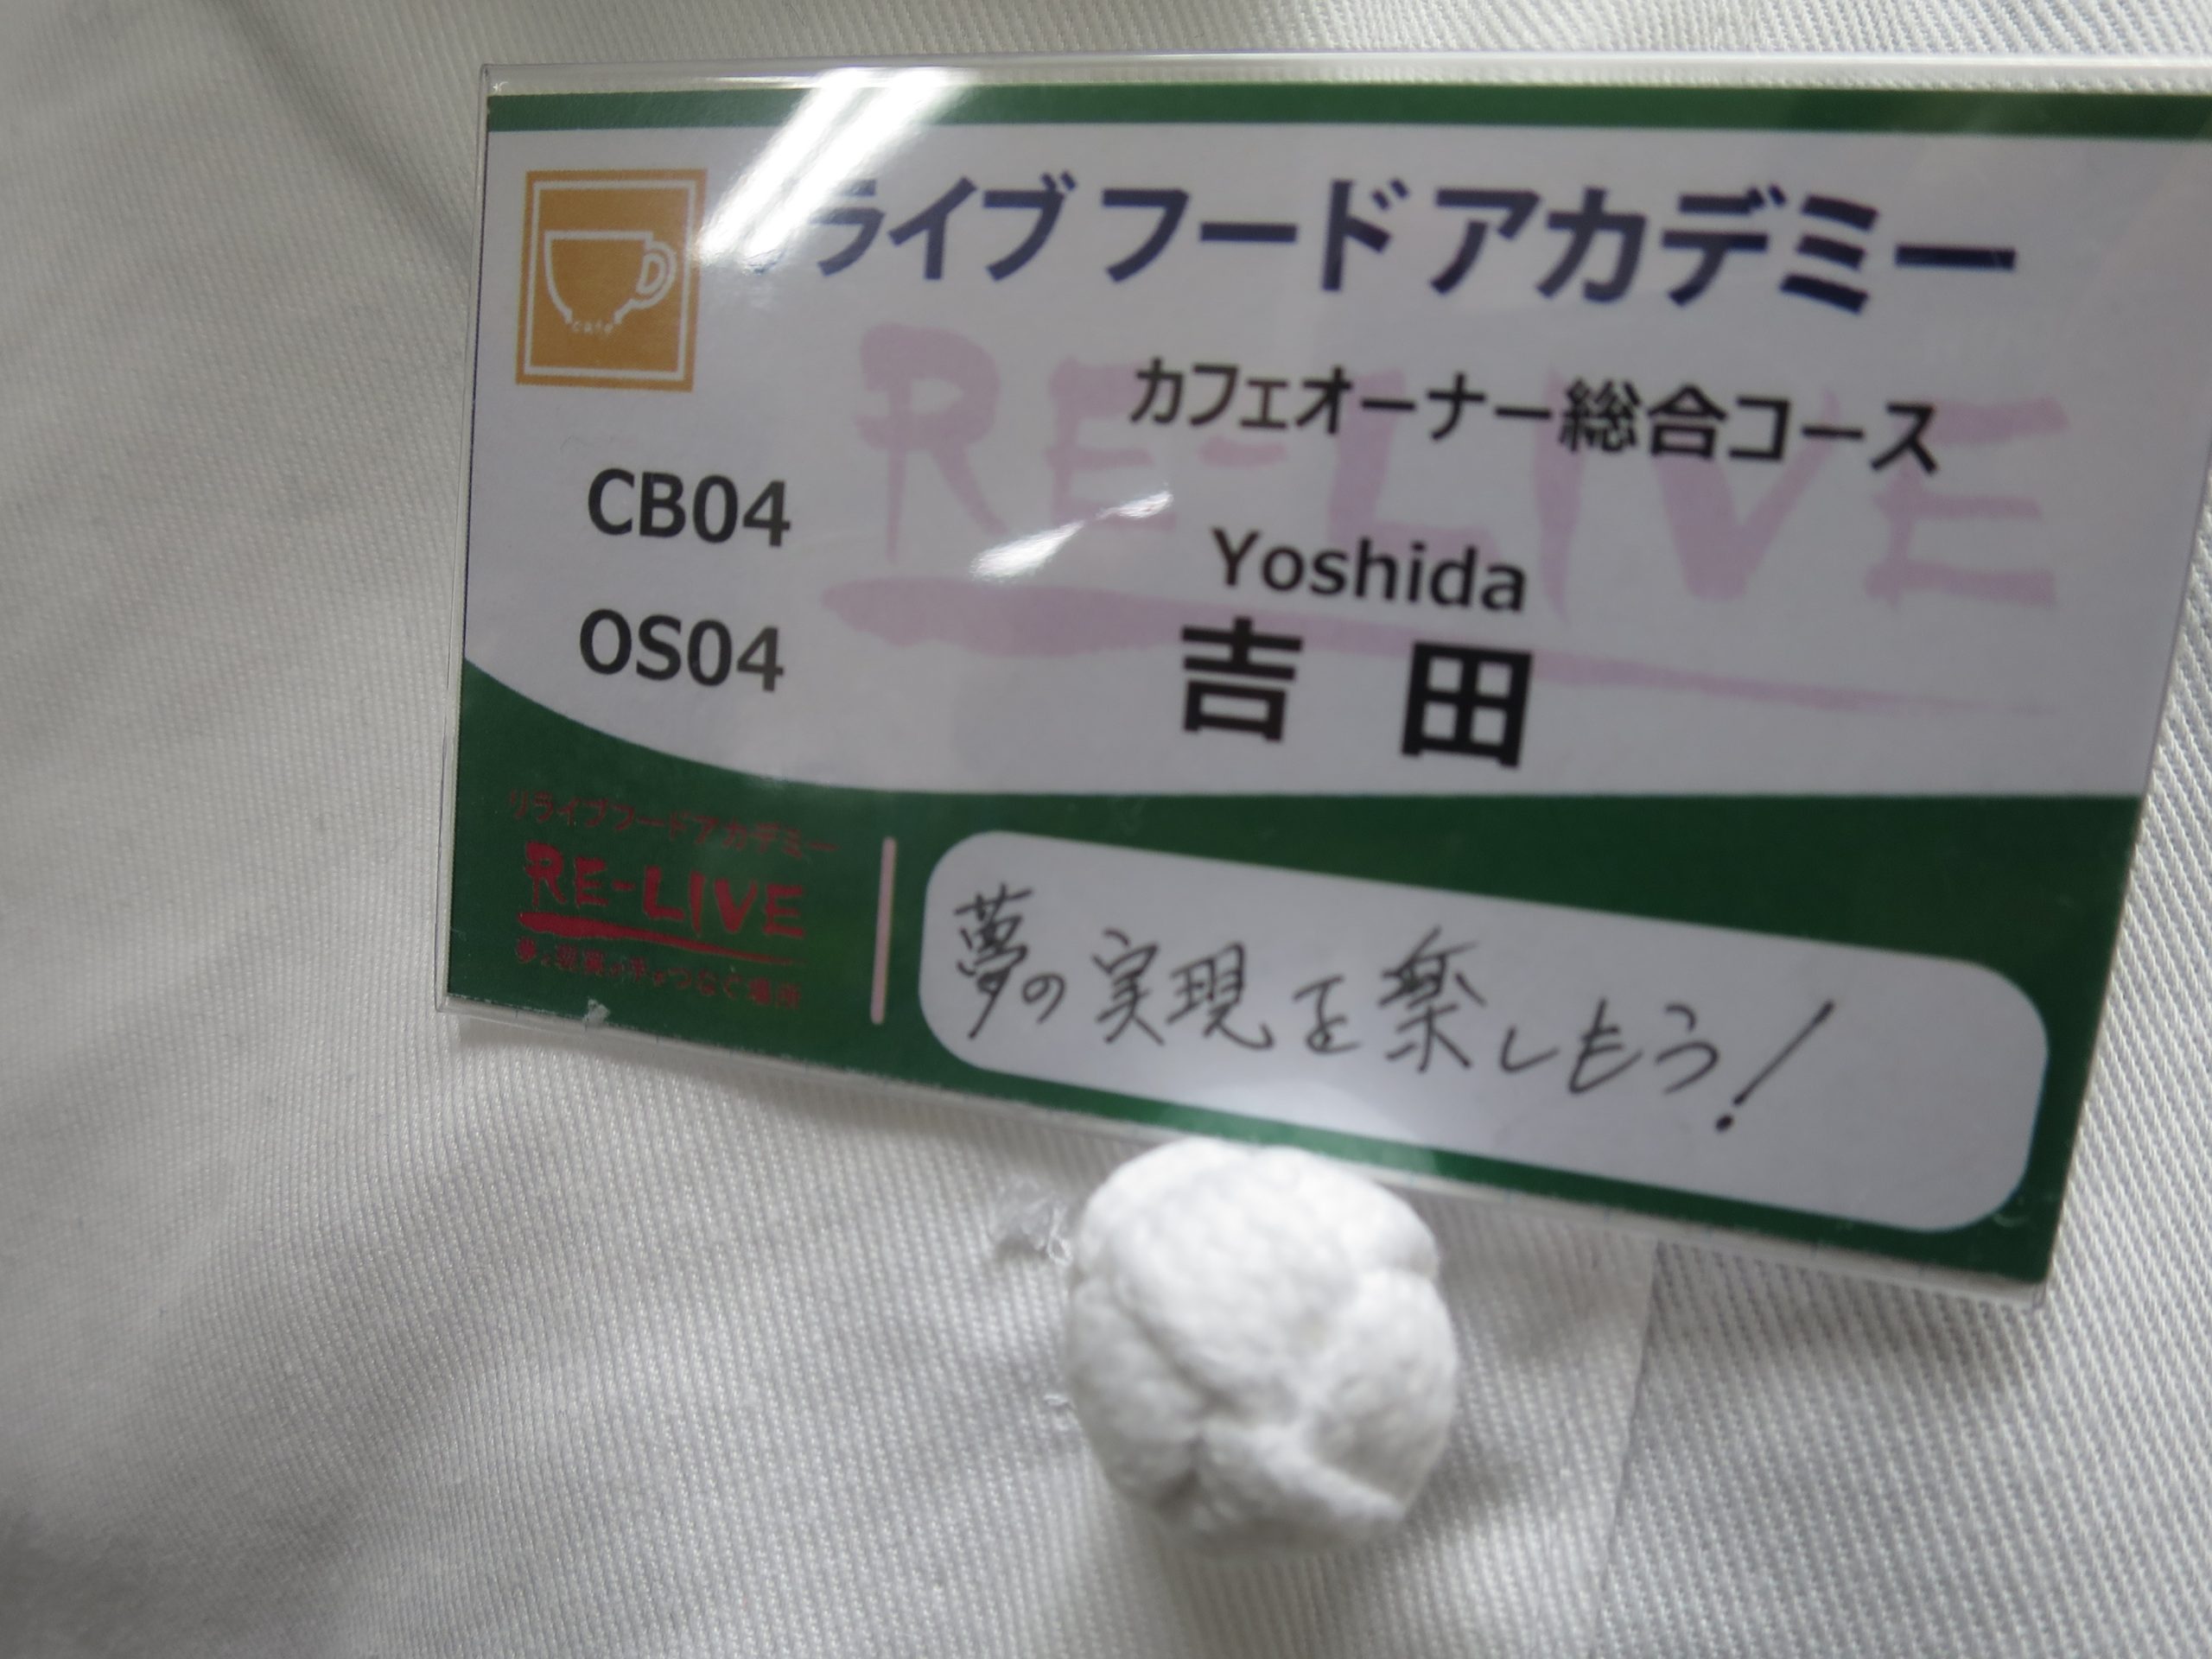 リライブフードアカデミー
cafe
カフェオーナー総合コース
RE-LIVE
CB04
Yoshida
OS04
吉田
リライブフードアカデミー
RE-LIVE
夢の実現を楽しもう!